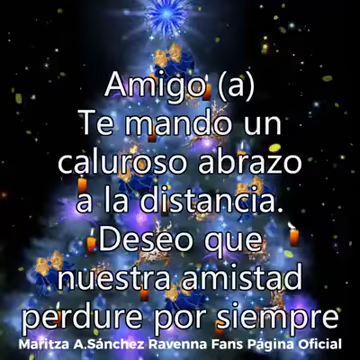 Amigo (a)
Te mando un
caluroso abrazo
a la distancia.
Deseo que
nuestra amistad
perdure por siempre
Maritza A.Sánchez Ravenna Fans Página Oficial